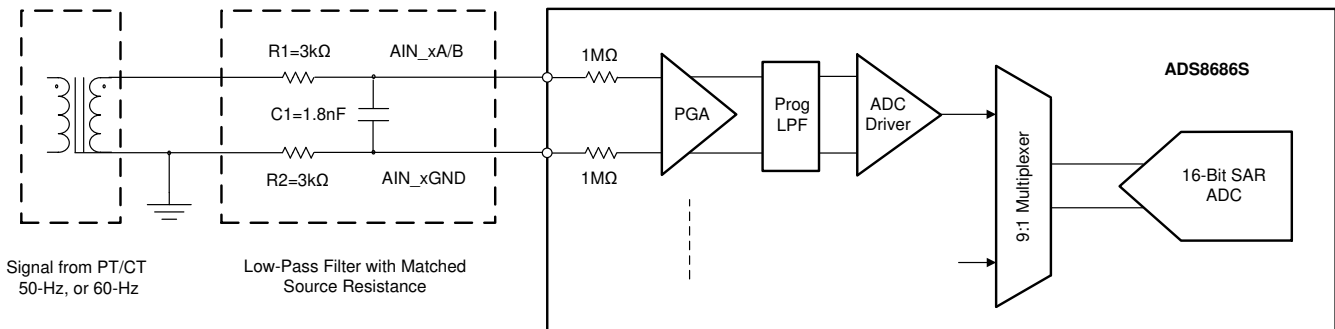 R1=3kΩ
AIN_xA/B
C1=1.8nF
R2=3kΩ
AIN_xGND
1MΩ
1MΩ
PGA
Prog
LPF
ADC
Driver
9:1 Multiplexer
ADS8686S
16-Bit SAR
ADC
Signal from PT/CT
50-Hz, or 60-Hz
Low-Pass Filter with Matched
Source Resistance